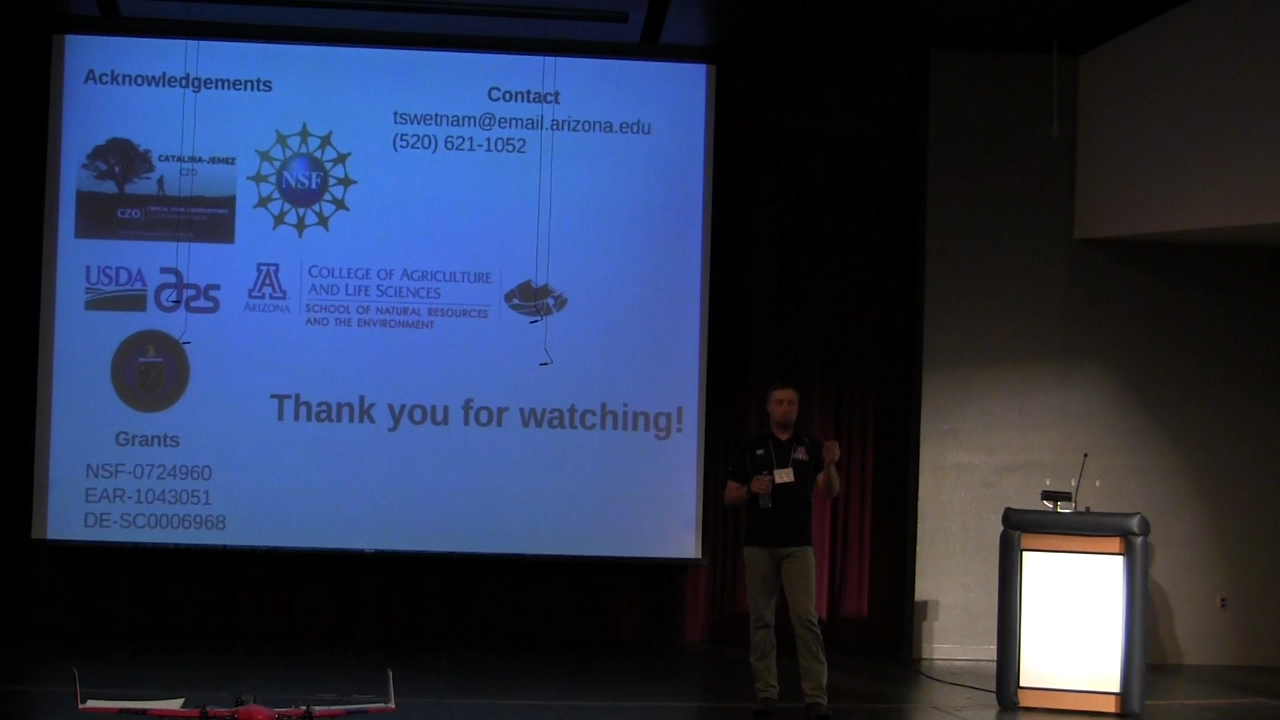 Acknowledgements
Contact
tswetnam@email.arizona.edu
(520) 621-1052
CATALINA-JEMEZ
CZO
CZO
NSF
USDA
ars
A
ARIZONA
COLLEGE OF AGRICULTURE
AND LIFE SCIENCES
SCHOOL OF NATURAL RESOURCES
AND THE ENVIRONMENT
Thank you for watching!
Grants
NSF-0724960
EAR-1043051
DE-SC0006968
A